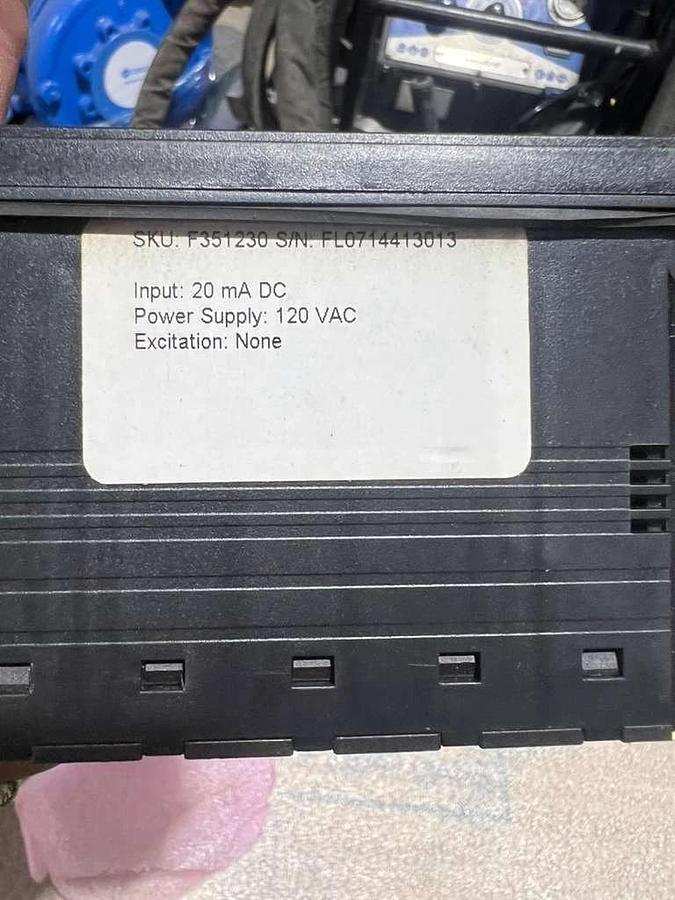 SKU: F351230 S/N: FL0714413013
Input: 20 mA DC
Power Supply: 120 VAC
Excitation: None